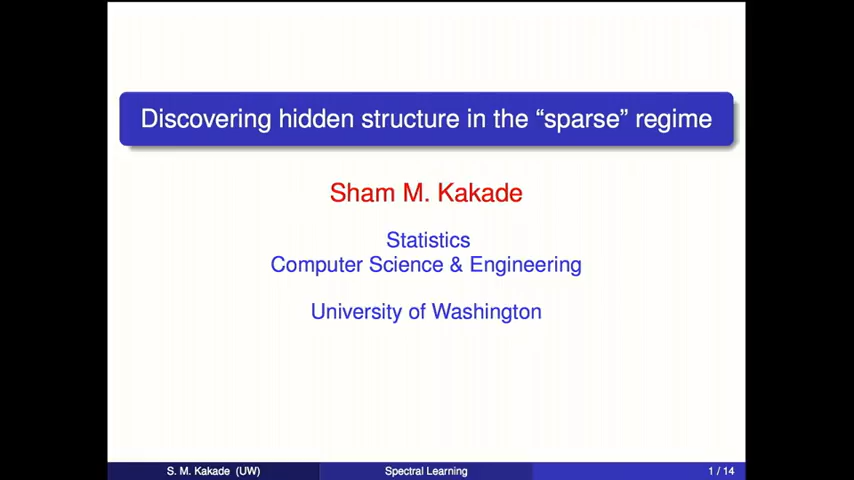 Discovering hidden structure in the “sparse” regime
Sham M. Kakade
Statistics
Computer Science & Engineering
University of Washington
S. M. Kakade (UW) Spectral Learning 1 / 14